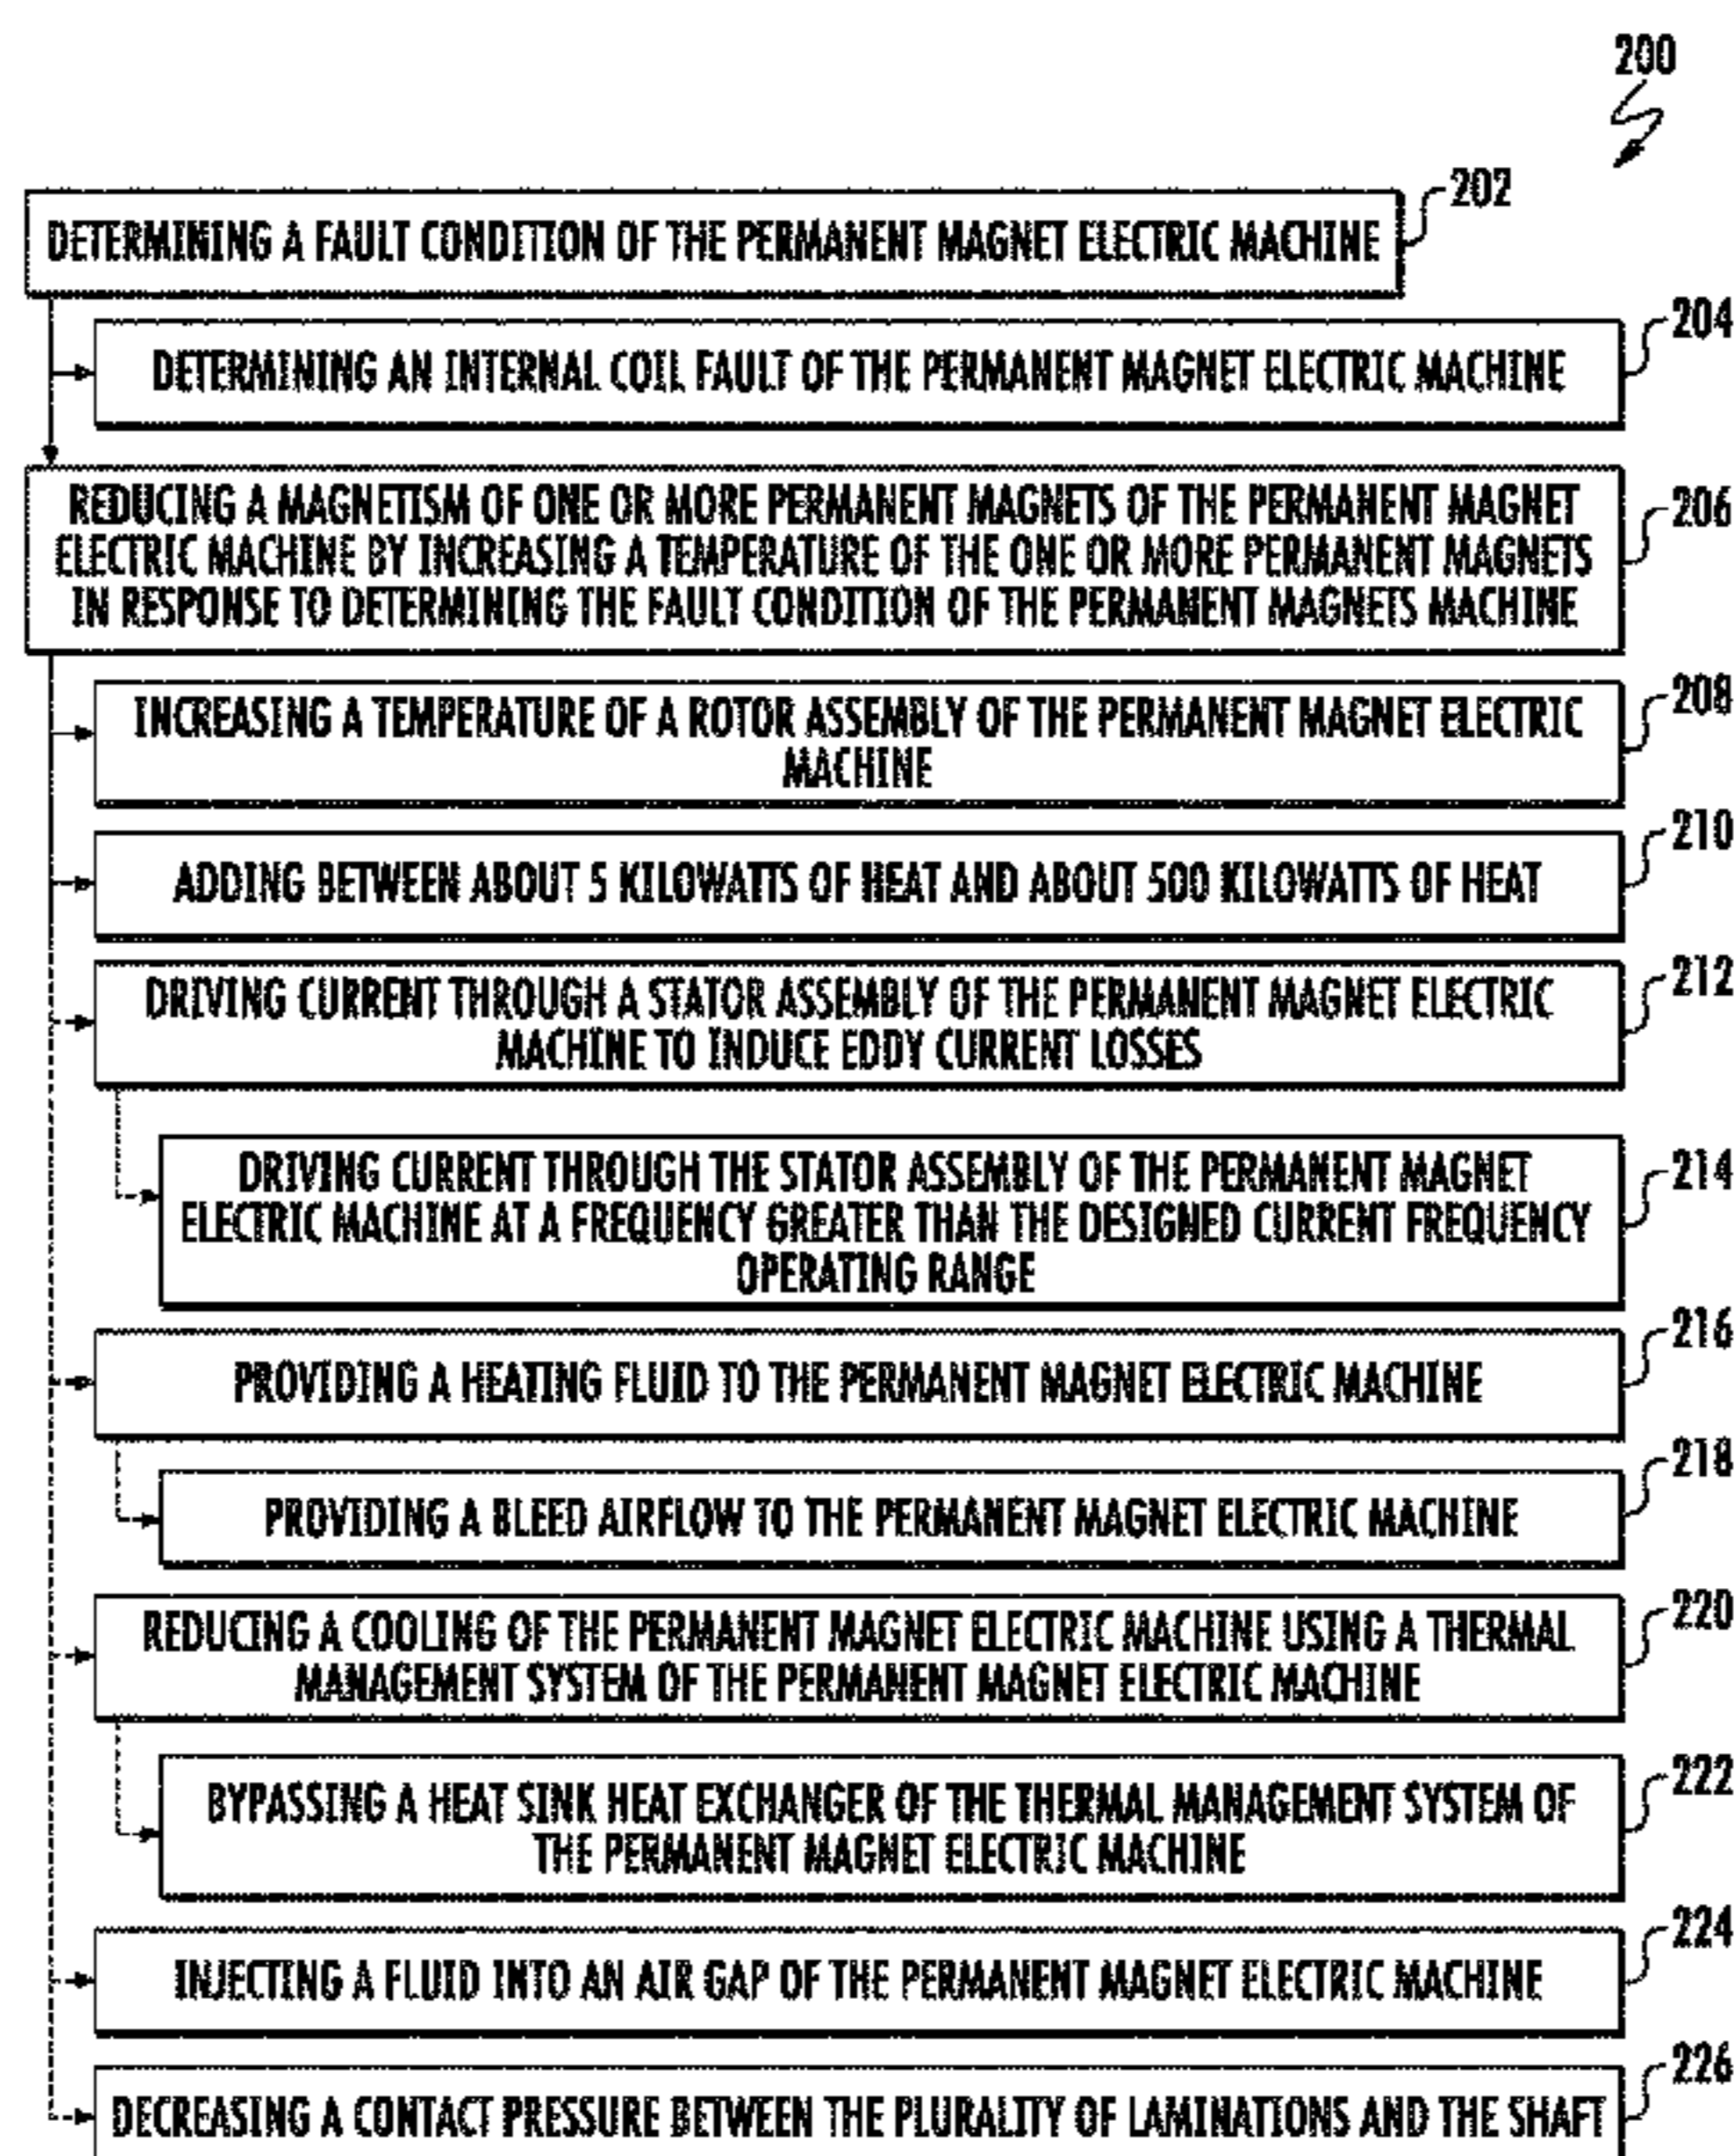 200
202
DETERMINING A FAULT CONDITION OF THE PERMANENT MAGNET ELECTRIC MACHINE
204
DETERMINING AN INTERNAL COIL FAULT OF THE PERMANENT MAGNET ELECTRIC MACHINE
206
REDUCING A MAGNETISM OF ONE OR MORE PERMANENT MAGNETS OF THE PERMANENT MAGNET
ELECTRIC MACHINE BY INCREASING A TEMPERATURE OF THE ONE OR MORE PERMANENT MAGNETS
IN RESPONSE TO DETERMINING THE FAULT CONDITION OF THE PERMANENT MAGNETS MACHINE
208
INCREASING A TEMPERATURE OF A ROTOR ASSEMBLY OF THE PERMANENT MAGNET ELECTRIC
MACHINE
210
ADDING BETWEEN ABOUT 5 KILOWATTS OF HEAT AND ABOUT 500 KILOWATTS OF HEAT
212
DRIVING CURRENT THROUGH A STATOR ASSEMBLY OF THE PERMANENT MAGNET ELECTRIC
MACHINE TO INDUCE EDDY CURRENT LOSSES
214
DRIVING CURRENT THROUGH THE STATOR ASSEMBLY OF THE PERMANENT MAGNET
ELECTRIC MACHINE AT A FREQUENCY GREATER THAN THE DESIGNED CURRENT FREQUENCY
OPERATING RANGE
216
PROVIDING A HEATING FLUID TO THE PERMANENT MAGNET ELECTRIC MACHINE
218
PROVIDING A BLEED AIRFLOW TO THE PERMANENT MAGNET ELECTRIC MACHINE
220
REDUCING A COOLING OF THE PERMANENT MAGNET ELECTRIC MACHINE USING A THERMAL
MANAGEMENT SYSTEM OF THE PERMANENT MAGNET ELECTRIC MACHINE
222
BYPASSING A HEAT SINK HEAT EXCHANGER OF THE THERMAL MANAGEMENT SYSTEM OF
THE PERMANENT MAGNET ELECTRIC MACHINE
224
INJECTING A FLUID INTO AN AIR GAP OF THE PERMANENT MAGNET ELECTRIC MACHINE
226
DECREASING A CONTACT PRESSURE BETWEEN THE PLURALITY OF LAMINATIONS AND THE SHAFT